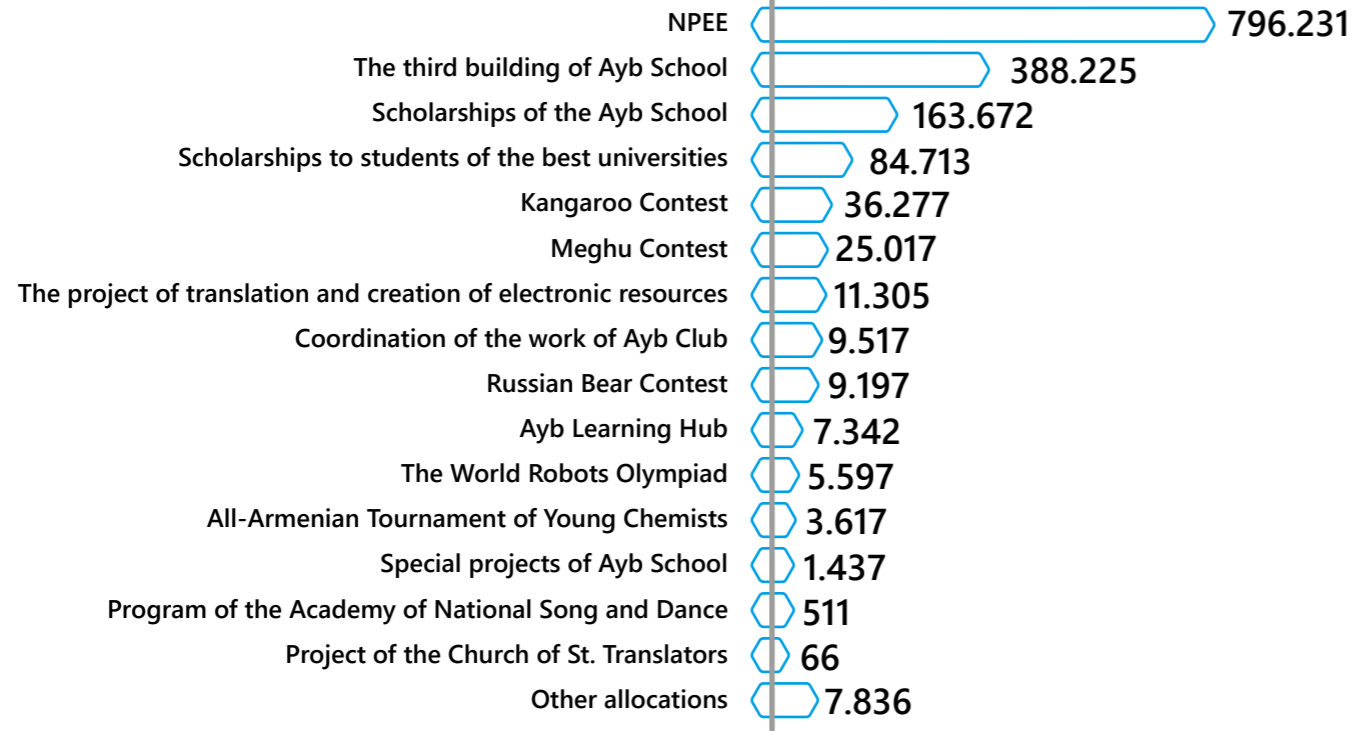 NPEE 796.231
The third building of Ayb School 388.225
Scholarships of the Ayb School 163.672
Scholarships to students of the best universities 84.713
Kangaroo Contest 36.277
Meghu Contest 25.017
The project of translation and creation of electronic resources 11.305
Coordination of the work of Ayb Club 9.517
Russian Bear Contest 9.197
Ayb Learning Hub 7.342
The World Robots Olympiad 5.597
All-Armenian Tournament of Young Chemists 3.617
Special projects of Ayb School 1.437
Program of the Academy of National Song and Dance 511
Project of the Church of St. Translators 66
Other allocations 7.836